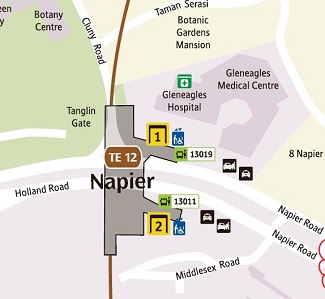 een
y
Botany
Centre
Cluny Road
Taman Serasi
Botanic
Gardens
Mansion
Gleneagles
Medical Centre
Gleneagles
Hospital
Tanglin
Gate
1
13019
TE 12
8 Napier
Holland Road
Napier
13011
2
Napier Road
Napier Road
Middlesex Road